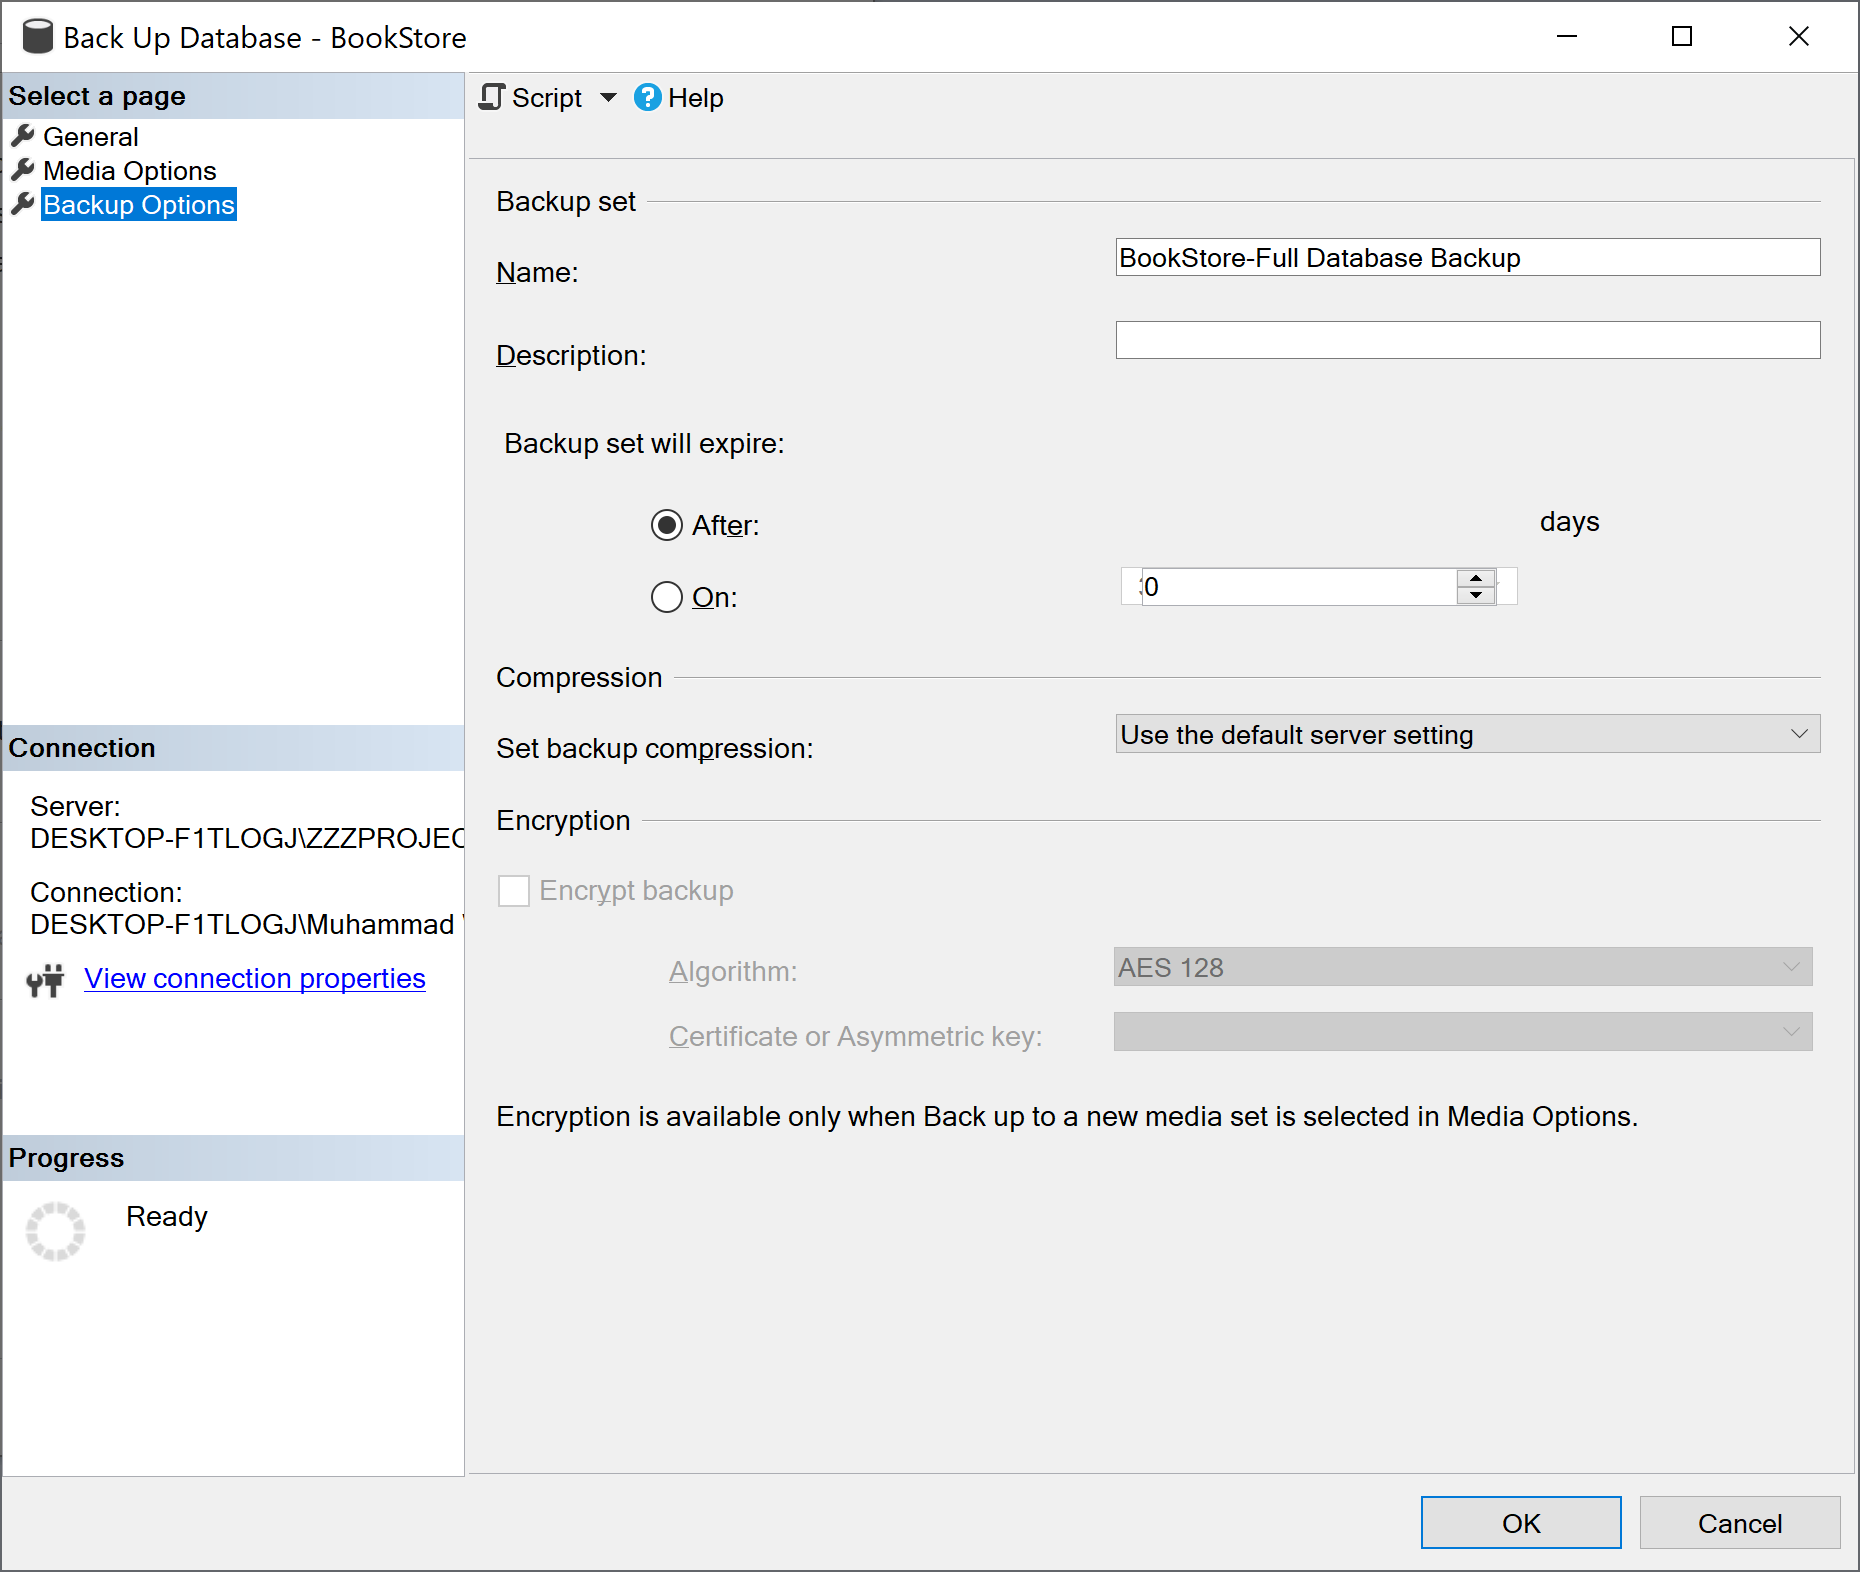 Back Up Database - BookStore
Select a page
General
Media Options
Backup Options
Script
Help
Backup set
Name:
BookStore-Full Database Backup
Description:
Backup set will expire:
After:
days
On:
0
Compression
Set backup compression:
Use the default server setting
Encryption
Encrypt backup
Algorithm:
AES 128
Certificate or Asymmetric key:
Encryption is available only when Back up to a new media set is selected in Media Options.
Connection
Server:
DESKTOP-F1TLOGJ\ZZZPROJEC
Connection:
DESKTOP-F1TLOGJ\Muhammad
View connection properties
Progress
Ready
OK
Cancel